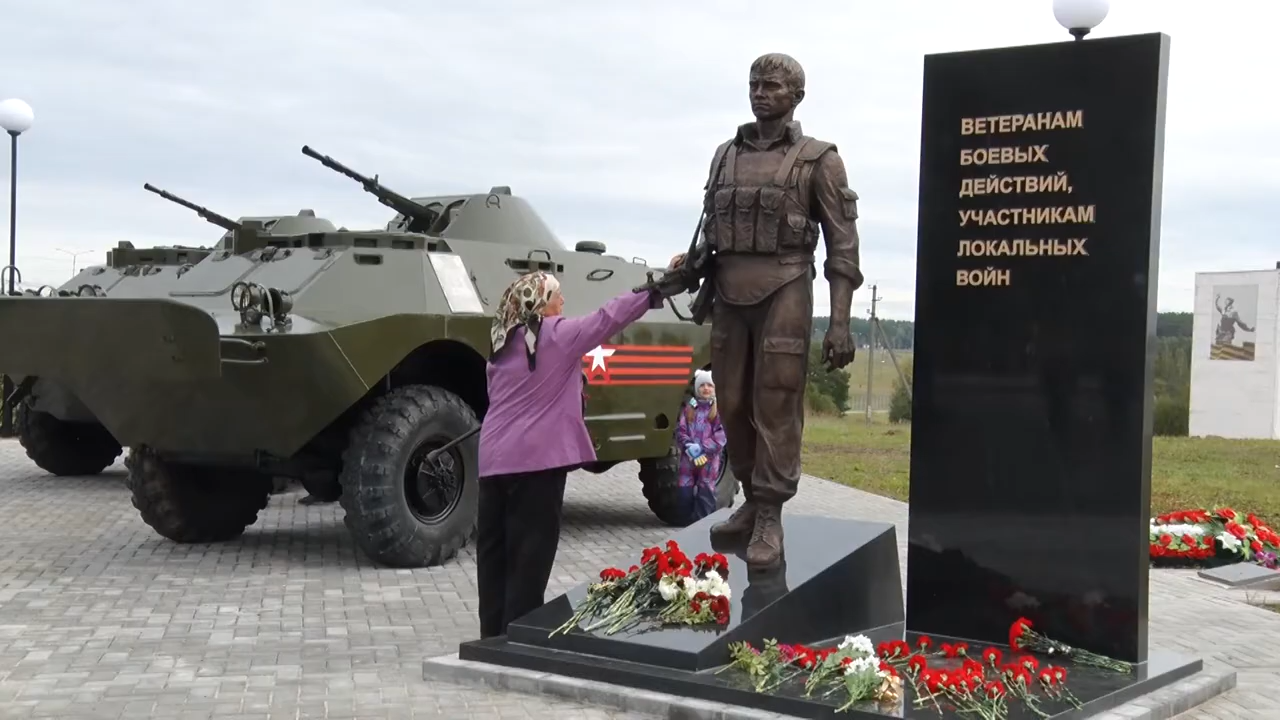 ВЕТЕРАНАМ
БОЕВЫХ
ДЕЙСТВИЙ,
УЧАСТНИКАМ
ЛОКАЛЬНЫХ
ВОЙН